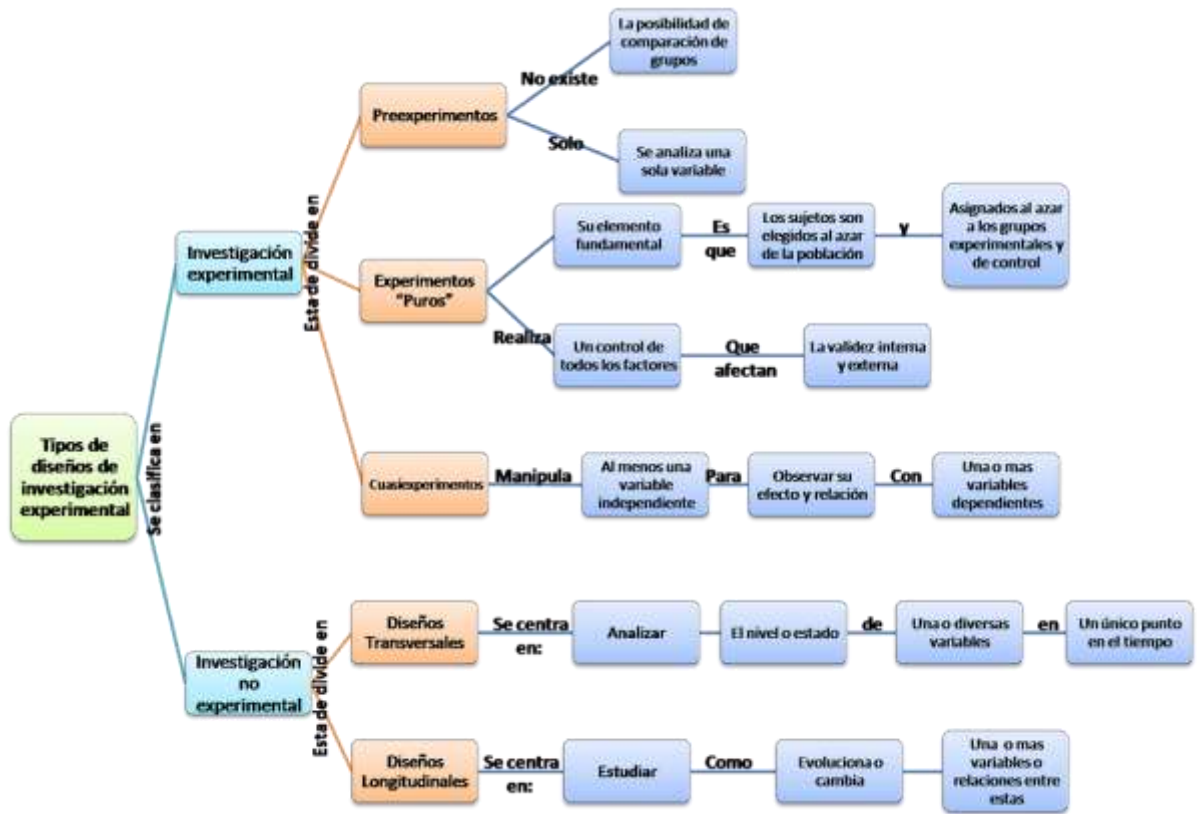 Tipos de
diseños de
investigación
experimental
Se clasifica en
Investigación
experimental
Esta de divide en
Preexperimentos
No existe
La posibilidad de
comparación de
grupos
Solo
Se analiza una
sola variable
Experimentos
"Puros"
Su elemento
fundamental
Es
que
Los sujetos son
elegidos al azar
de la población
y
Asignados al azar
a los grupos
experimentales y
de control
Realiza
Un control de
todos los factores
Que
afectan
La validez interna
y externa
Cuasiexperimentos
Manipula
Al menos una
variable
independiente
Para
Observar su
efecto y relación
Con
Una o mas
variables
dependientes
Investigación
no
experimental
Esta de divide en
Diseños
Transversales
Se centra
en:
Analizar
El nivel o estado
de
Una o diversas
variables
en
Un único punto
en el tiempo
Diseños
Longitudinales
Se centra
en:
Estudiar
Como
Evoluciona o
cambia
Una o mas
variables o
relaciones entre
estas